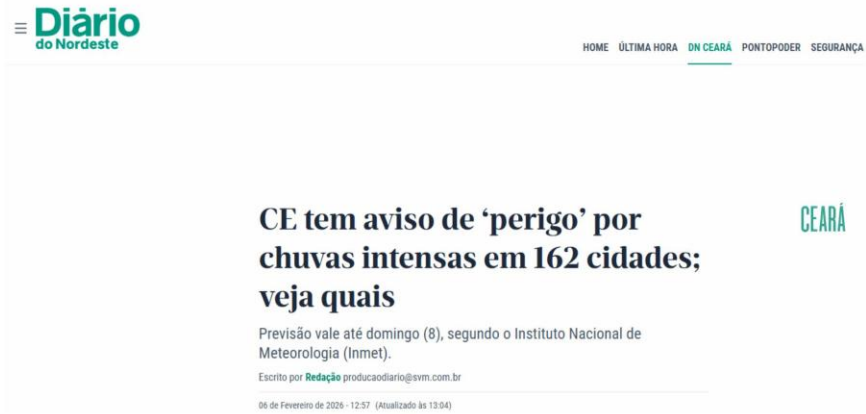 Diário
do Nordeste
HOME ÚLTIMA HORA DN CEARÁ PONTOPODER SEGURANÇA
CE tem aviso de ‘perigo’ por
chuvas intensas em 162 cidades;
veja quais
CEARÁ
Previsão vale até domingo (8), segundo o Instituto Nacional de
Meteorologia (Inmet).
Escrito por Redação producaodiario@svm.com.br
06 de Fevereiro de 2026 - 12:57 (Atualizado às 13:04)